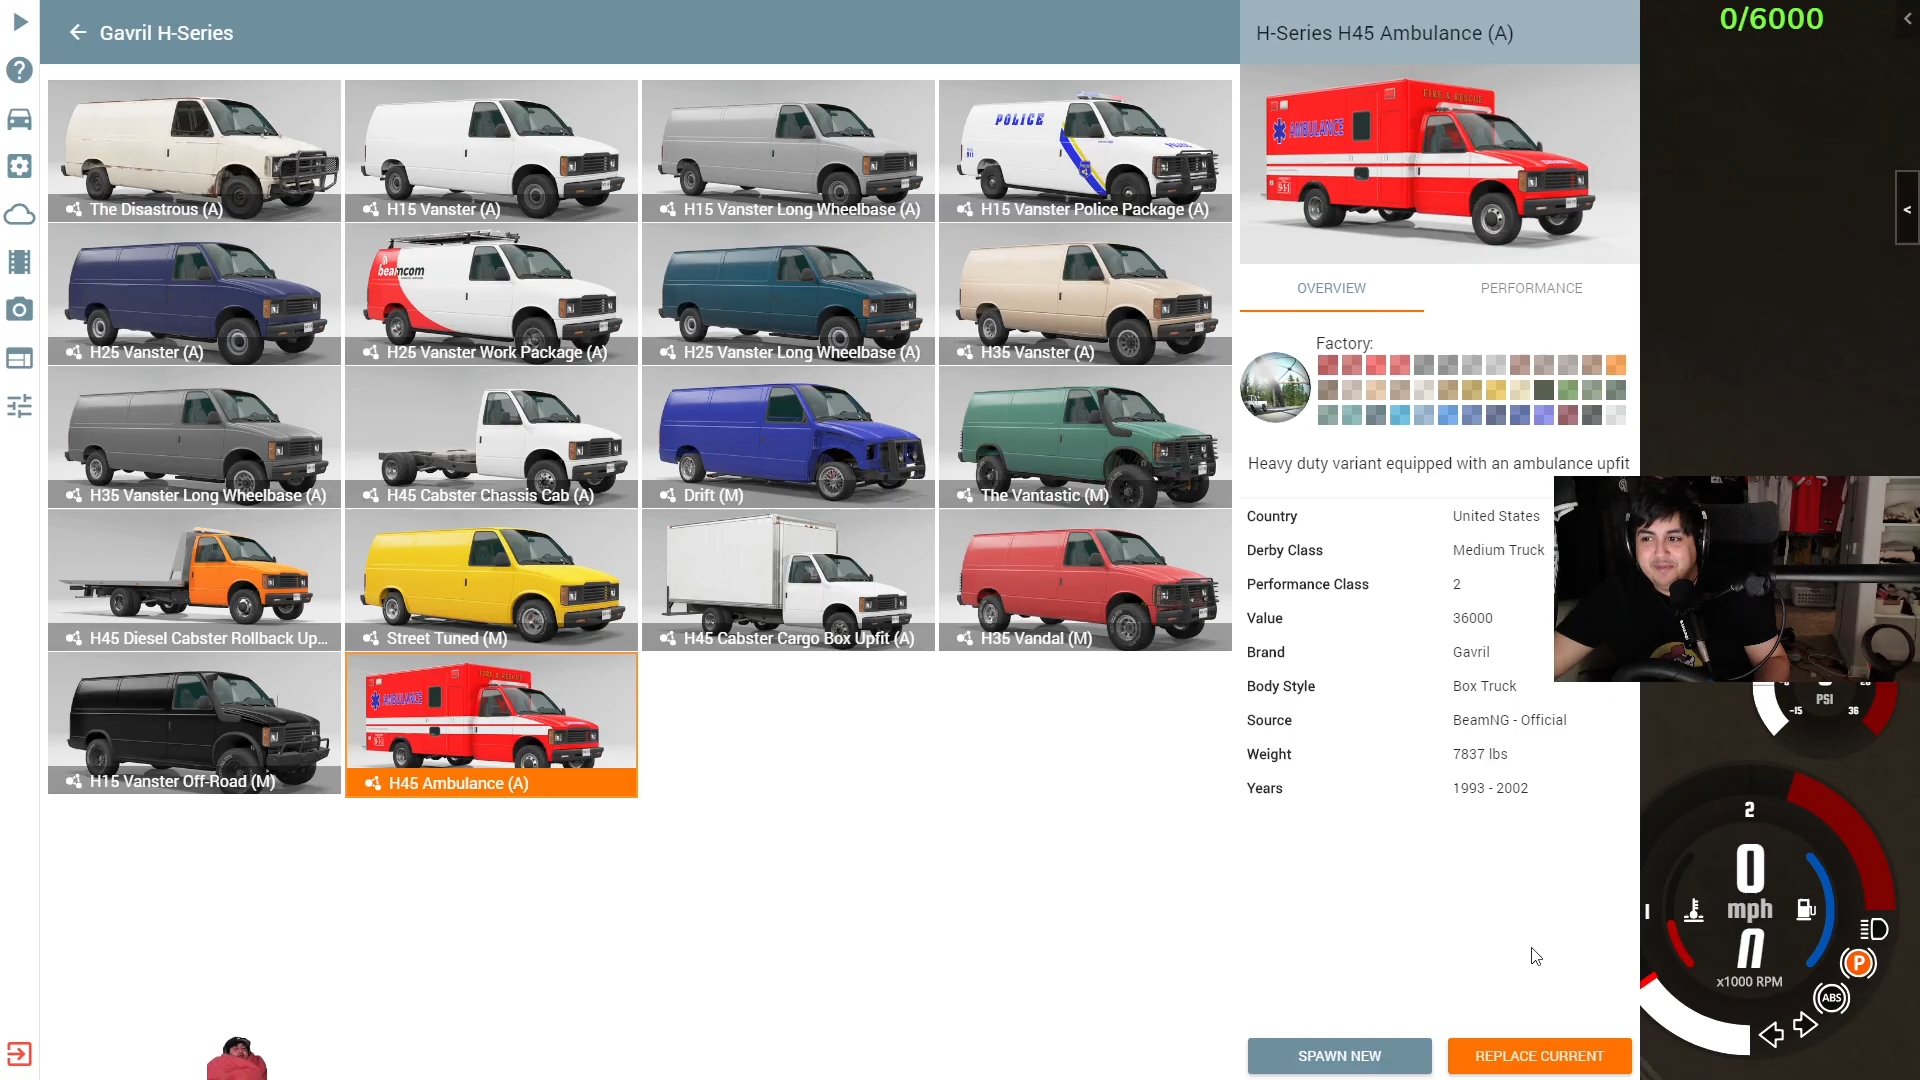 Gavril H-Series
H-Series H45 Ambulance (A)
0/6000
The Disastrous (A)
H15 Vanster (A)
H15 Vanster Long Wheelbase (A)
POLICE
H15 Vanster Police Package (A)
H25 Vanster (A)
beamcom
H25 Vanster Work Package (A)
H25 Vanster Long Wheelbase (A)
H35 Vanster (A)
H35 Vanster Long Wheelbase (A)
H45 Cabster Chassis Cab (A)
Drift (M)
The Vantastic (M)
H45 Diesel Cabster Rollback Up...
Street Tuned (M)
H45 Cabster Cargo Box Upfit (A)
H35 Vandal (M)
H15 Vanster Off-Road (M)
FIRE & RESCUE
AMBULANCE
H45 Ambulance (A)
FIRE & RESCUE
AMBULANCE
911
OVERVIEW
PERFORMANCE
Factory:
Heavy duty variant equipped with an ambulance upfit
Country United States
Derby Class Medium Truck
Performance Class 2
Value 36000
Brand Gavril
Body Style Box Truck
Source BeamNG - Official
Weight 7837 lbs
Years 1993 - 2002
SPAWN NEW
REPLACE CURRENT
<
PSI
-15 36
2
0
mph
n
x1000 RPM
P
ABS